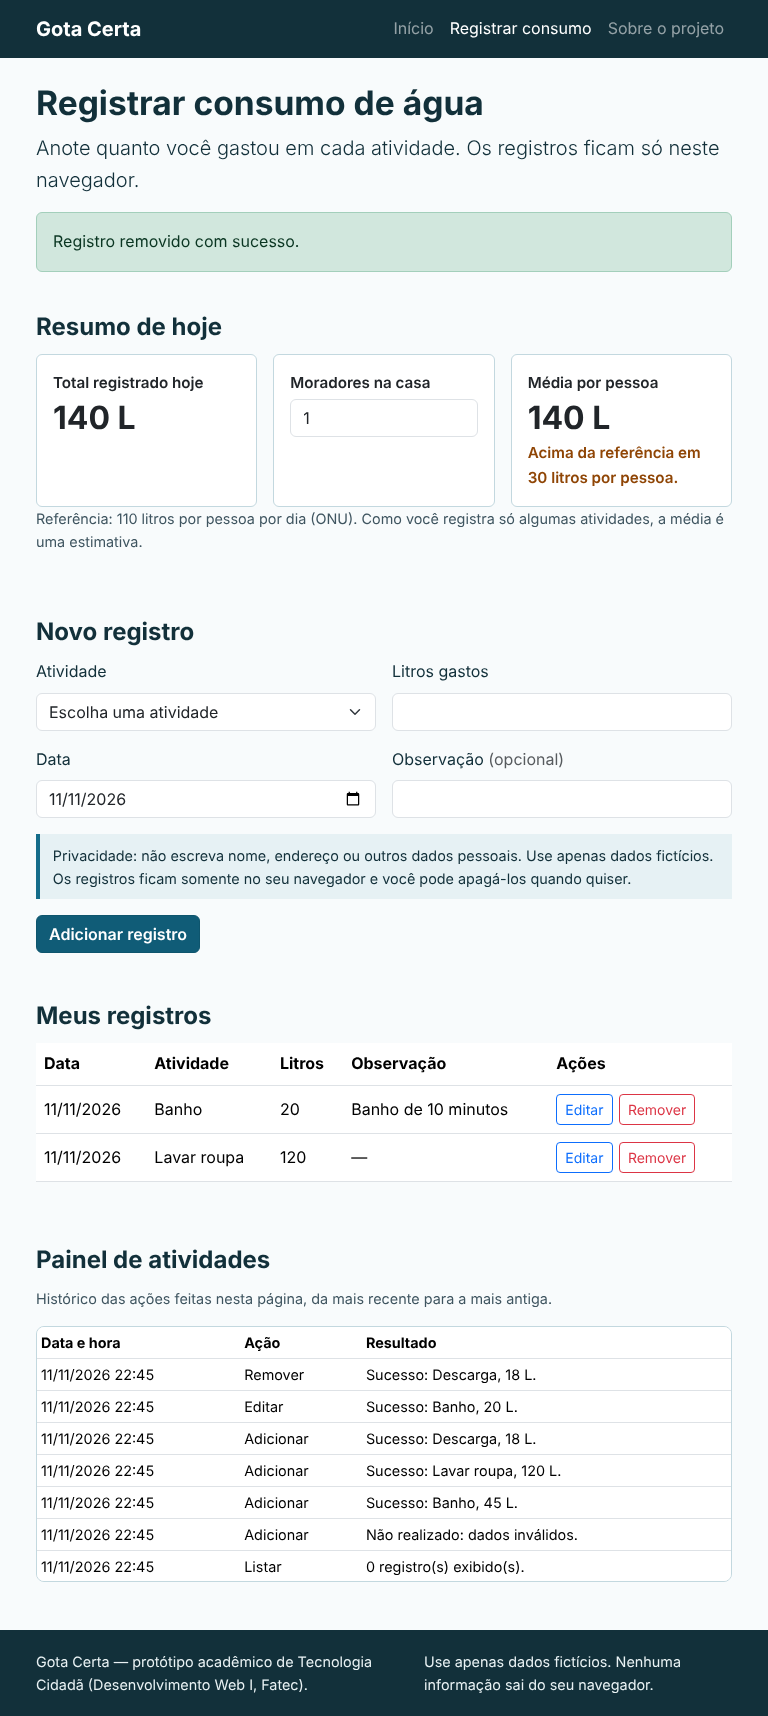 Gota Certa
Início Registrar consumo Sobre o projeto
Registrar consumo de água
Anote quanto você gastou em cada atividade. Os registros ficam só neste
navegador.
Registro removido com sucesso.
Resumo de hoje
Total registrado hoje
140 L
Moradores na casa
1
Média por pessoa
140 L
Acima da referência em
30 litros por pessoa.
Referência: 110 litros por pessoa por dia (ONU). Como você registra só algumas atividades, a média é
uma estimativa.
Novo registro
Atividade
Escolha uma atividade
Litros gastos
Data
11/11/2026
Observação (opcional)
Privacidade: não escreva nome, endereço ou outros dados pessoais. Use apenas dados fictícios.
Os registros ficam somente no seu navegador e você pode apagá-los quando quiser.
Adicionar registro
Meus registros
Data Atividade Litros Observação Ações
11/11/2026 Banho 20 Banho de 10 minutos Editar Remover
11/11/2026 Lavar roupa 120 — Editar Remover
Painel de atividades
Histórico das ações feitas nesta página, da mais recente para a mais antiga.
Data e hora Ação Resultado
11/11/2026 22:45 Remover Sucesso: Descarga, 18 L.
11/11/2026 22:45 Editar Sucesso: Banho, 20 L.
11/11/2026 22:45 Adicionar Sucesso: Descarga, 18 L.
11/11/2026 22:45 Adicionar Sucesso: Lavar roupa, 120 L.
11/11/2026 22:45 Adicionar Sucesso: Banho, 45 L.
11/11/2026 22:45 Adicionar Não realizado: dados inválidos.
11/11/2026 22:45 Listar 0 registro(s) exibido(s).
Gota Certa — protótipo acadêmico de Tecnologia
Cidadã (Desenvolvimento Web I, Fatec).
Use apenas dados fictícios. Nenhuma
informação sai do seu navegador.